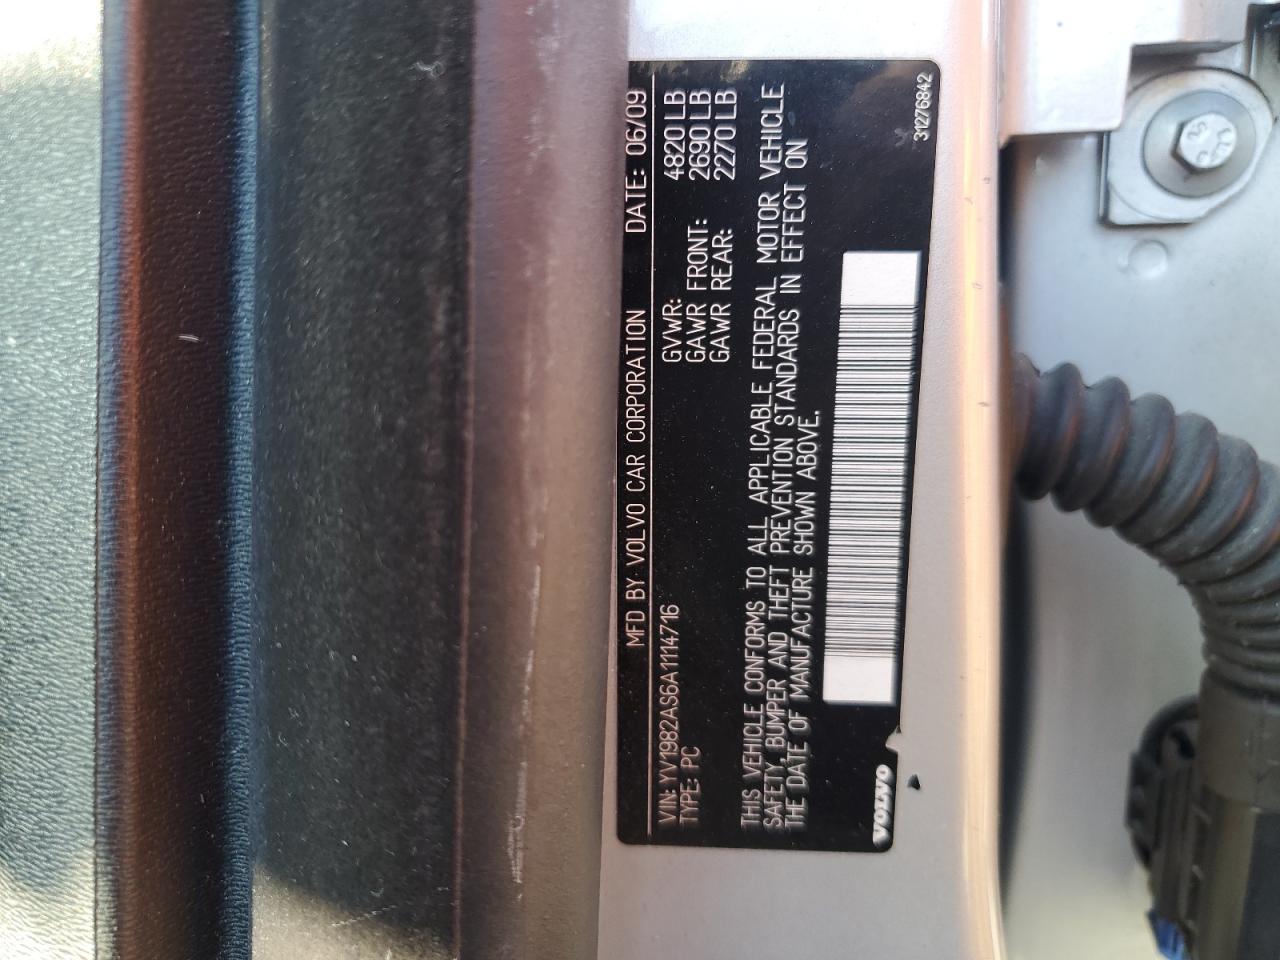 MFD BY: VOLVO CAR CORPORATION DATE: 06/09
VIN: YV1982AS6A1114716 GVWR: 4820 LB
TYPE: PC GAWR FRONT: 2690 LB
GAWR REAR: 2270 LB
THIS VEHICLE CONFORMS TO ALL APPLICABLE FEDERAL MOTOR VEHICLE
SAFETY, BUMPER AND THEFT PREVENTION STANDARDS IN EFFECT ON
THE DATE OF MANUFACTURE SHOWN ABOVE.
VOLVO
31276842